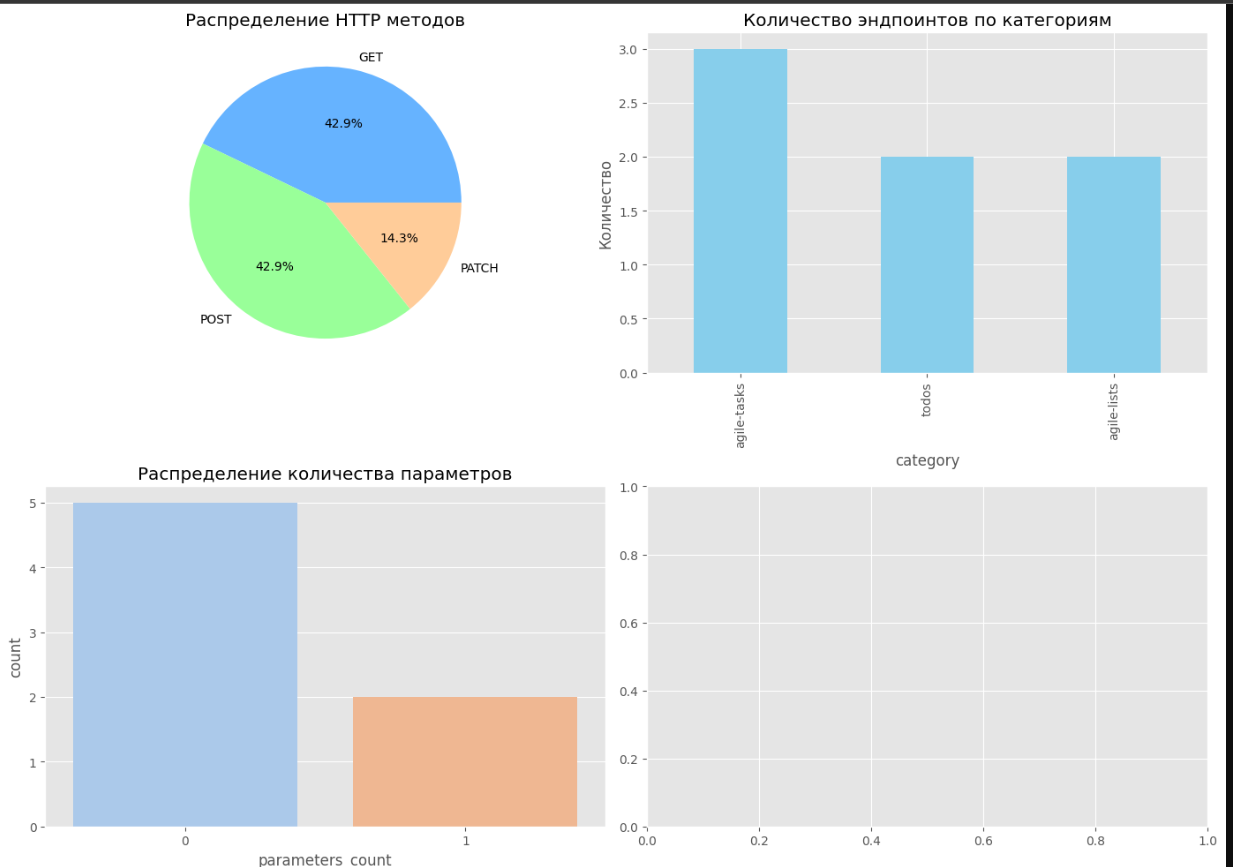 Распределение HTTP методов
GET
42.9%
42.9%
14.3%
PATCH
POST
Количество эндпоинтов по категориям
3.0
2.5
2.0
1.5
1.0
0.5
0.0
Количество
agile-tasks
todos
agile-lists
category
Распределение количества параметров
5
4
3
2
1
0
count
0
1
parameters_count
1.0
0.8
0.6
0.4
0.2
0.0
0.0
0.2
0.4
0.6
0.8
1.0